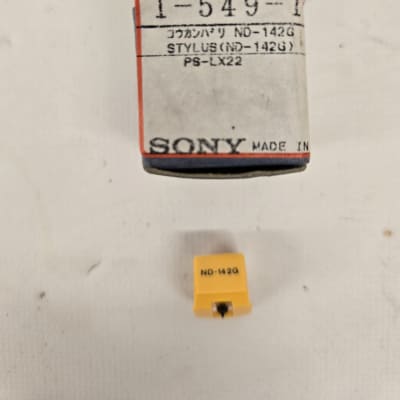 1-549-1
コウカンバリ ND-142G
STYLUS(ND-142G)
PS-LX22
SONY MADE IN
ND-142G